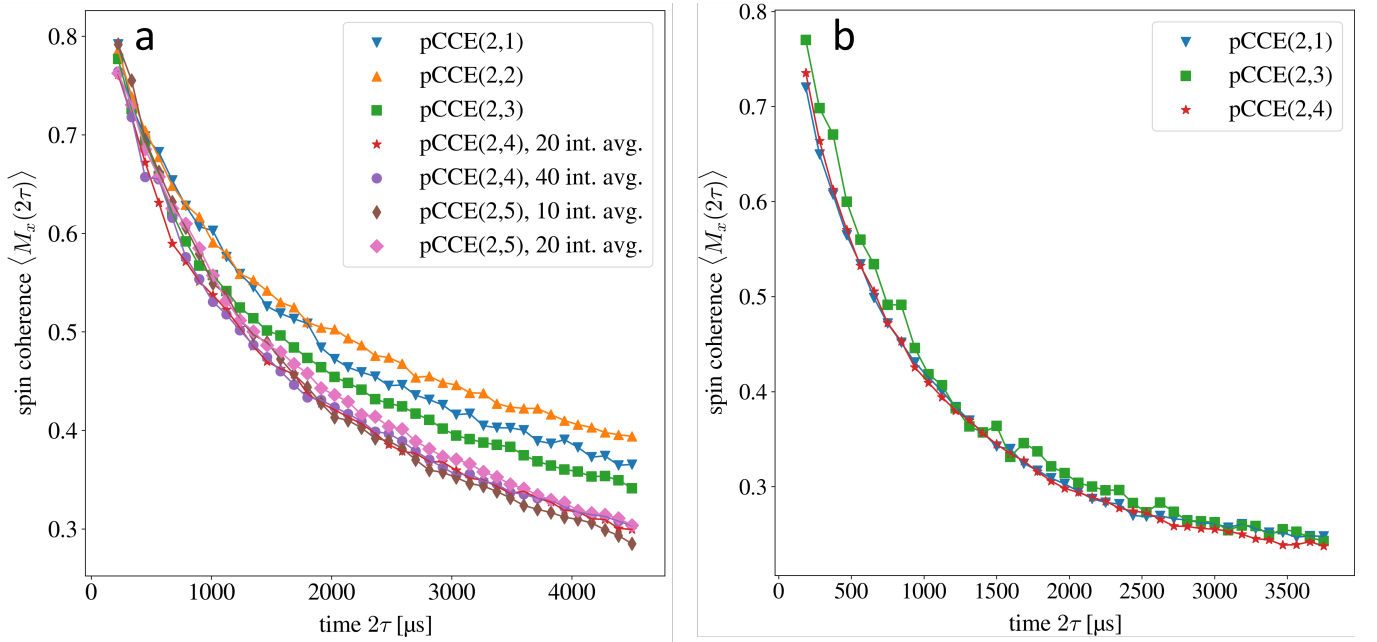 a
0.8
0.7
0.6
0.5
0.4
0.3
spin coherence ⟨Mₓ(2τ)⟩
pCCE(2,1)
pCCE(2,2)
pCCE(2,3)
pCCE(2,4), 20 int. avg.
pCCE(2,4), 40 int. avg.
pCCE(2,5), 10 int. avg.
pCCE(2,5), 20 int. avg.
0 1000 2000 3000 4000
time 2τ [μs]
b
0.8
0.7
0.6
0.5
0.4
0.3
spin coherence ⟨Mₓ(2τ)⟩
pCCE(2,1)
pCCE(2,3)
pCCE(2,4)
0 500 1000 1500 2000 2500 3000 3500
time 2τ [μs]